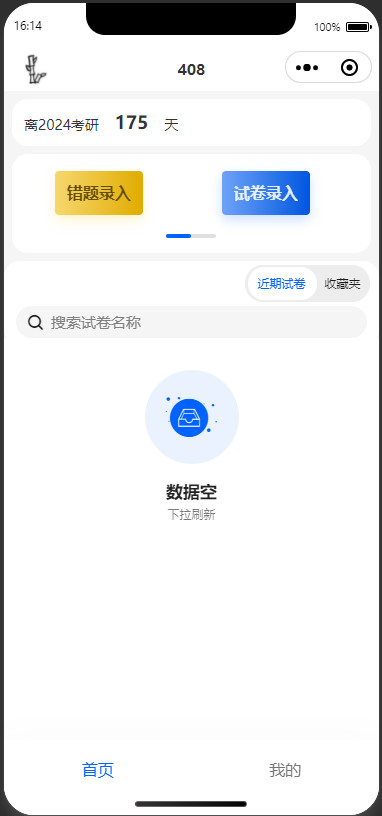 16:14
100%
408
离2024考研 175 天
错题录入
试卷录入
近期试卷
收藏夹
搜索试卷名称
数据空
下拉刷新
首页
我的